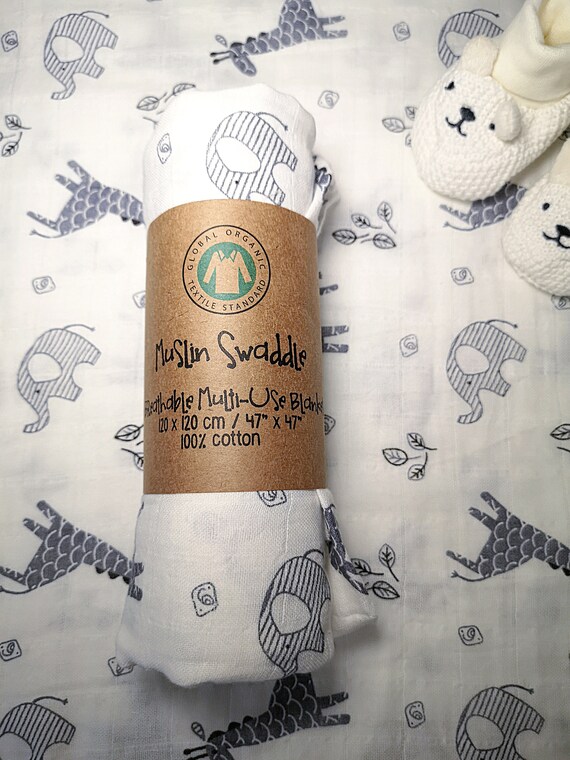 GLOBAL ORGANIC
TEXTILE STANDARD
Muslin Swaddle
Breathable Multi-Use Blanket
120 x 120 cm / 47" x 47"
100% cotton